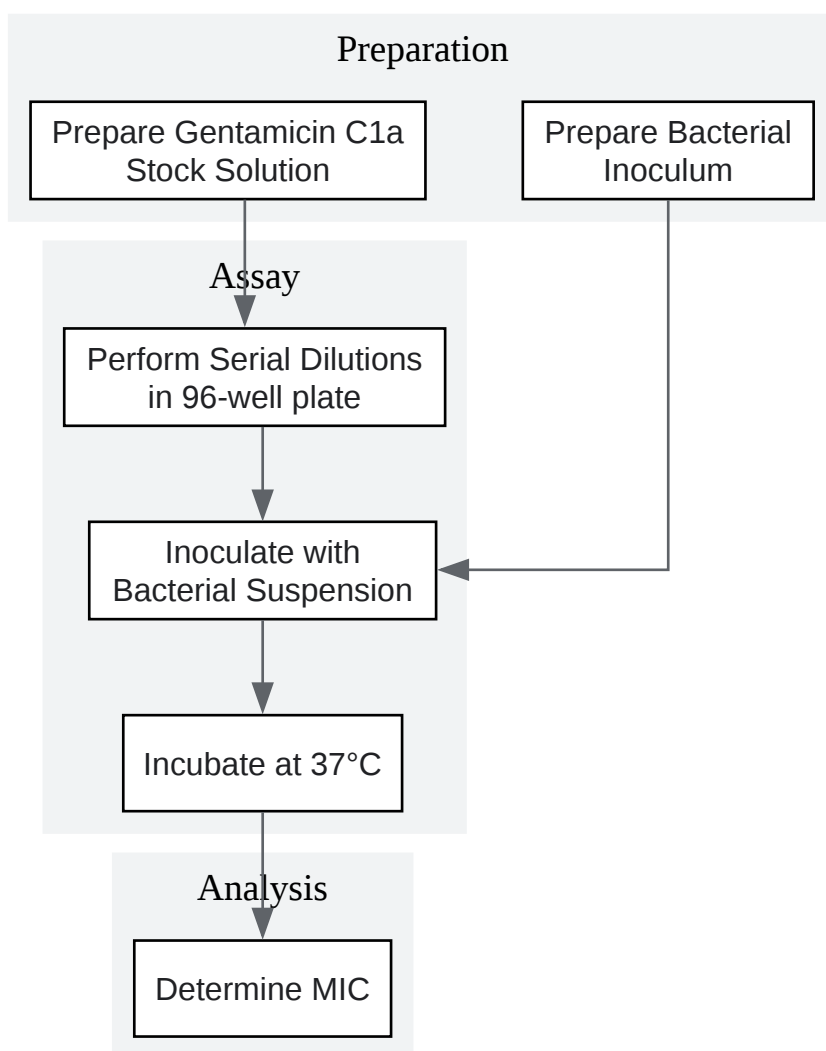 Preparation
Prepare Gentamicin C1a
Stock Solution
Prepare Bacterial
Inoculum
Assay
Perform Serial Dilutions
in 96-well plate
Inoculate with
Bacterial Suspension
Incubate at 37°C
Analysis
Determine MIC